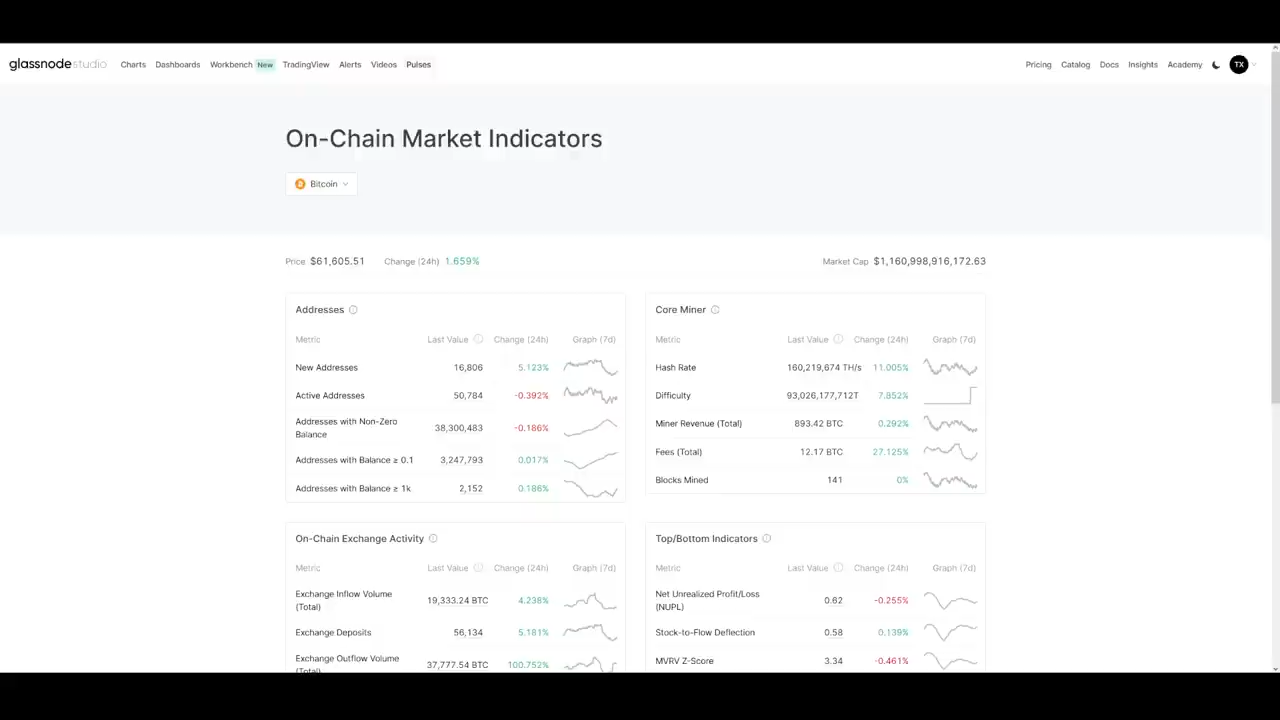 glassnodestudio Charts Dashboards Workbench New TradingView Alerts Videos Pulses Pricing Catalog Docs Insights Academy TX
On-Chain Market Indicators
Bitcoin
Price $61,605.51 Change (24h) 1.659% Market Cap $1,160,998,916,172.63
Addresses
Metric Last Value Change (24h) Graph (7d)
New Addresses 16,806 5.123%
Active Addresses 50,784 -0.392%
Addresses with Non-Zero
Balance 38,300,483 -0.186%
Addresses with Balance ≥ 0.1 3,247,793 0.017%
Addresses with Balance ≥ 1k 2,152 0.186%
Core Miner
Metric Last Value Change (24h) Graph (7d)
Hash Rate 160,219,674 TH/s 11.005%
Difficulty 93,026,177,712T 7.852%
Miner Revenue (Total) 893.42 BTC 0.292%
Fees (Total) 12.17 BTC 27.125%
Blocks Mined 141 0%
On-Chain Exchange Activity
Metric Last Value Change (24h) Graph (7d)
Exchange Inflow Volume
(Total) 19,333.24 BTC 4.238%
Exchange Deposits 56,134 5.181%
Exchange Outflow Volume
(Total) 37,777.54 BTC 100.752%
Top/Bottom Indicators
Metric Last Value Change (24h) Graph (7d)
Net Unrealized Profit/Loss
(NUPL) 0.62 -0.255%
Stock-to-Flow Deflection 0.58 0.139%
MVRV Z-Score 3.34 -0.461%